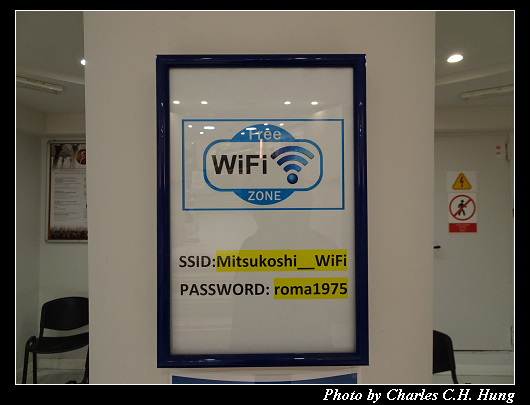 Free
WiFi
ZONE
SSID:Mitsukoshi__WiFi
PASSWORD: roma1975
Photo by Charles C.H. Hung